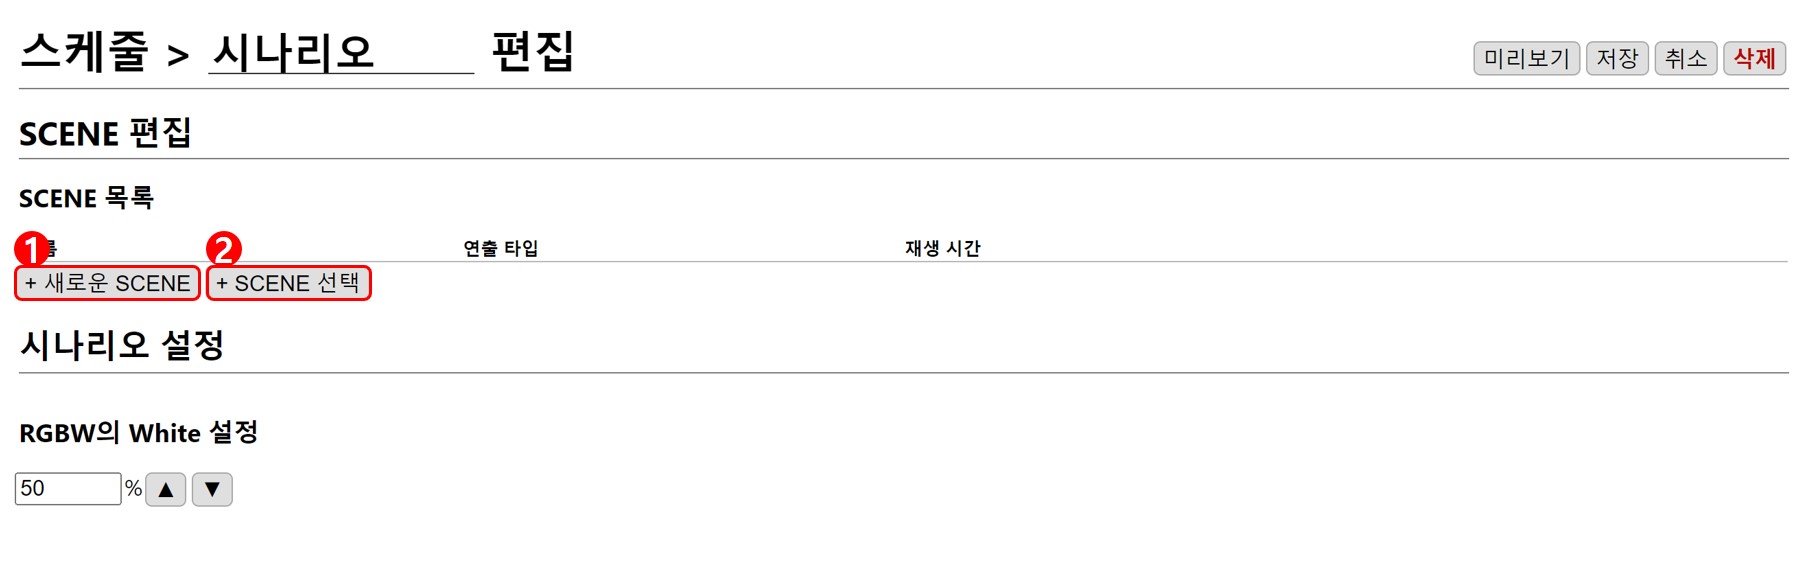 스케줄 > 시나리오 편집
미리보기 저장 취소 삭제
SCENE 편집
SCENE 목록
1 2 연출 타입 재생 시간
+ 새로운 SCENE + SCENE 선택
시나리오 설정
RGBW의 White 설정
50 % ▲ ▼